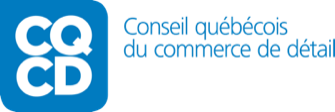 CQ
CD
Conseil québécois
du commerce de détail